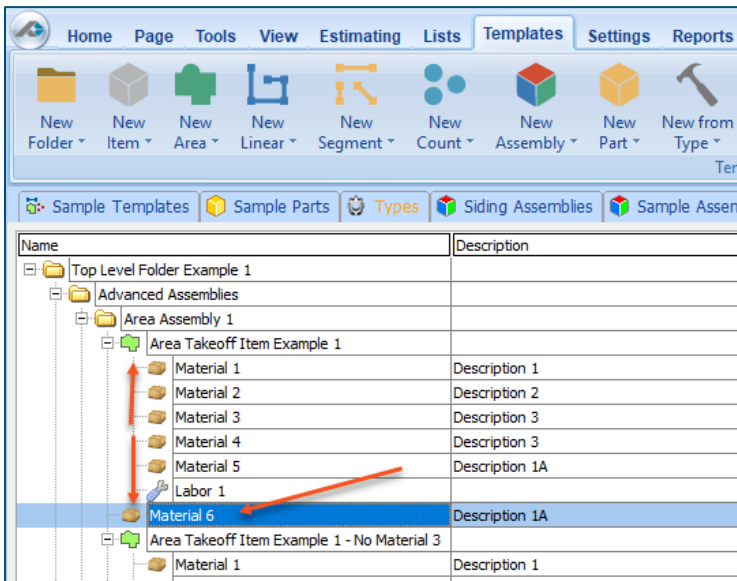 Home Page Tools View Estimating Lists Templates Settings Reports
New Folder New Item New Area New Linear New Segment New Count New Assembly New Part New from Type
Sample Templates Sample Parts Types Siding Assemblies Sample
Name Description
Top Level Folder Example 1
Advanced Assemblies
Area Assembly 1
Area Takeoff Item Example 1
Material 1 Description 1
Material 2 Description 2
Material 3 Description 3
Material 4 Description 3
Material 5 Description 1A
Labor 1
Material 6 Description 1A
Area Takeoff Item Example 1 - No Material 3
Material 1 Description 1